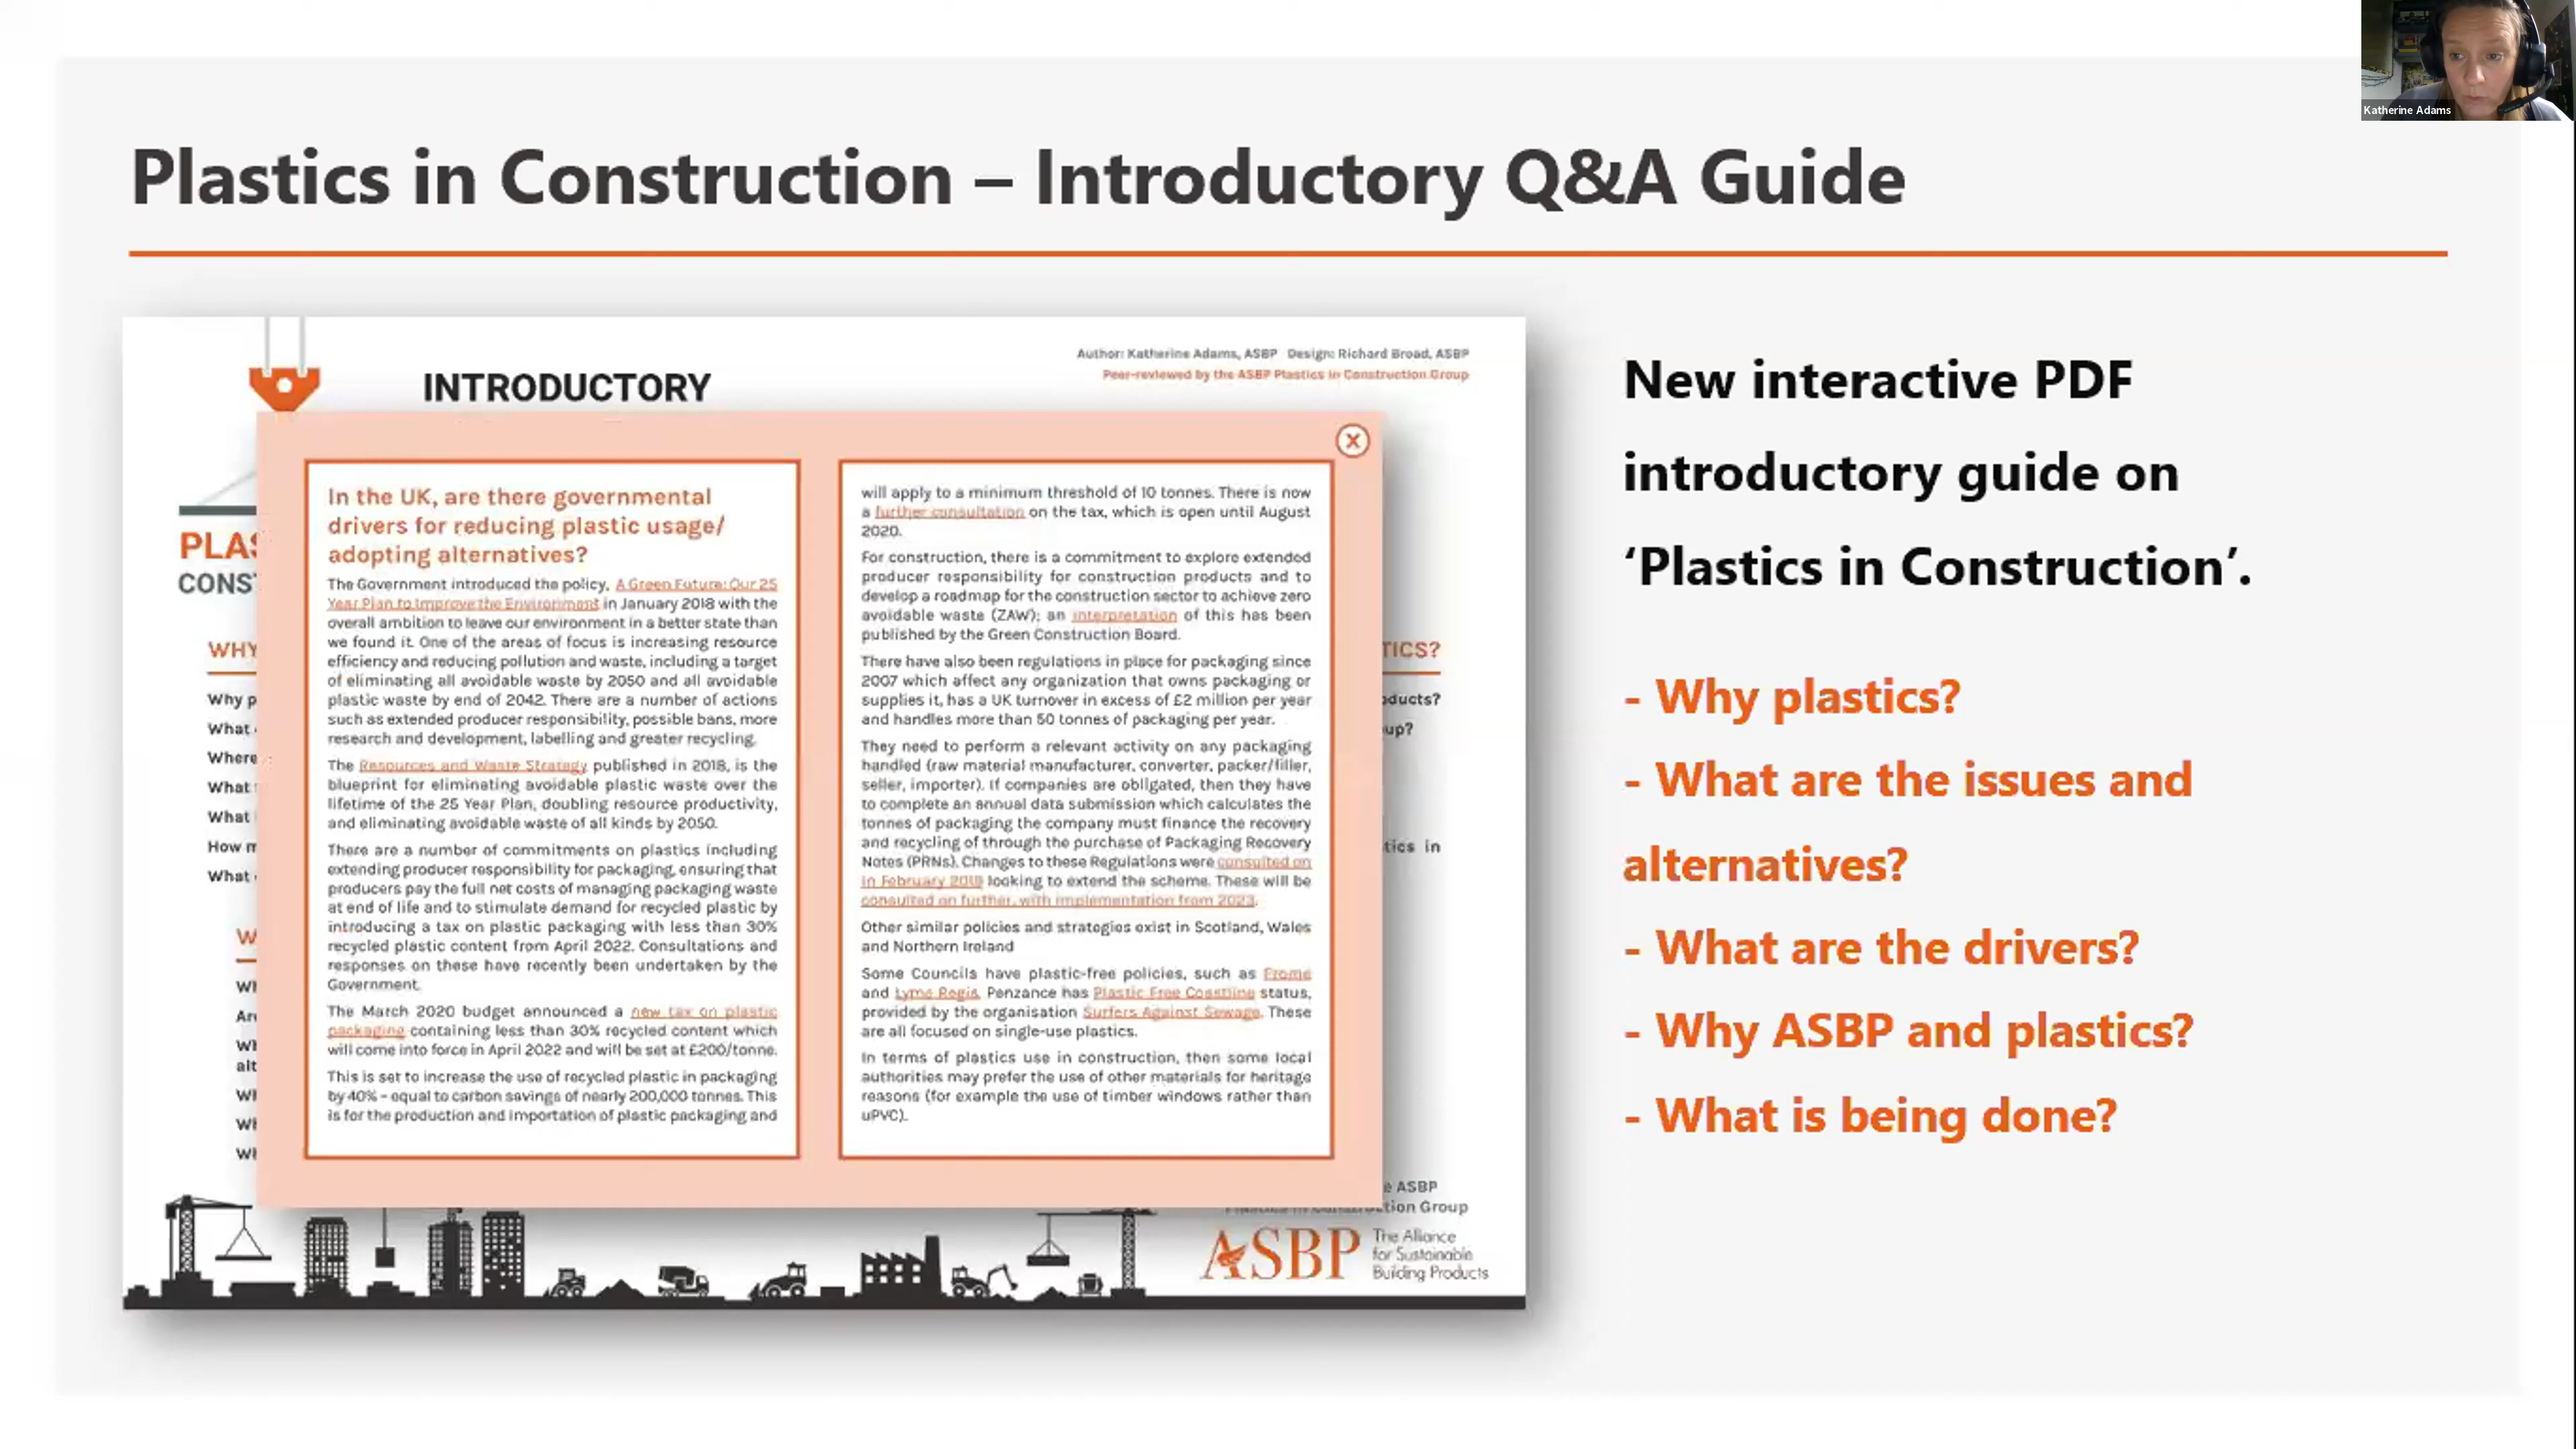 Katherine Adams
Plastics in Construction – Introductory Q&A Guide
Author: Katherine Adams, ASBP Design: Richard Broad, ASBP
Peer-reviewed by the ASBP Plastics in Construction Group
INTRODUCTORY
In the UK, are there governmental
drivers for reducing plastic usage/
adopting alternatives?
The Government introduced the policy, A Green Future: Our 25
Year Plan to Improve the Environment in January 2018 with the
overall ambition to leave our environment in a better state than
we found it. One of the areas of focus is increasing resource
efficiency and reducing pollution and waste, including a target
of eliminating all avoidable waste by 2050 and all avoidable
plastic waste by end of 2042. There are a number of actions
such as extended producer responsibility, possible bans, more
research and development, labelling and greater recycling.
The Resources and Waste Strategy published in 2018, is the
blueprint for eliminating avoidable plastic waste over the
lifetime of the 25 Year Plan, doubling resource productivity,
and eliminating avoidable waste of all kinds by 2050.
There are a number of commitments on plastics including
extending producer responsibility for packaging, ensuring that
producers pay the full net costs of managing packaging waste
at end of life and to stimulate demand for recycled plastic by
introducing a tax on plastic packaging with less than 30%
recycled plastic content from April 2022. Consultations and
responses on these have recently been undertaken by the
Government.
The March 2020 budget announced a new tax on plastic
packaging containing less than 30% recycled content which
will come into force in April 2022 and will be set at £200/tonne.
This is set to increase the use of recycled plastic in packaging
by 40% – equal to carbon savings of nearly 200,000 tonnes. This
is for the production and importation of plastic packaging and
will apply to a minimum threshold of 10 tonnes. There is now
a further consultation on the tax, which is open until August
2020.
For construction, there is a commitment to explore extended
producer responsibility for construction products and to
develop a roadmap for the construction sector to achieve zero
avoidable waste (ZAW); an interpretation of this has been
published by the Green Construction Board.
There have also been regulations in place for packaging since
2007 which affect any organization that owns packaging or
supplies it, has a UK turnover in excess of £2 million per year
and handles more than 50 tonnes of packaging per year.
They need to perform a relevant activity on any packaging
handled (raw material manufacturer, converter, packer/filler,
seller, importer). If companies are obligated, then they have
to complete an annual data submission which calculates the
tonnes of packaging the company must finance the recovery
and recycling of through the purchase of Packaging Recovery
Notes (PRNs). Changes to these Regulations were consulted on
in February 2019 looking to extend the scheme. These will be
consulted on further, with implementation from 2023.
Other similar policies and strategies exist in Scotland, Wales
and Northern Ireland
Some Councils have plastic-free policies, such as Frome
and Lyme Regis. Penzance has Plastic Free Coastline status,
provided by the organisation Surfers Against Sewage. These
are all focused on single-use plastics.
In terms of plastics use in construction, then some local
authorities may prefer the use of other materials for heritage
reasons (for example the use of timber windows rather than
uPVC).
PLAS
CONS
WHY
Why p
What
Where
What
What
How m
What
W
Wh
Ar
Wh
alt
Wh
Wh
Wh
TICS?
oducts?
up?
tics in
e ASBP
tion Group
ASBP
The Alliance
for Sustainable
Building Products
New interactive PDF
introductory guide on
‘Plastics in Construction’.
- Why plastics?
- What are the issues and
alternatives?
- What are the drivers?
- Why ASBP and plastics?
- What is being done?